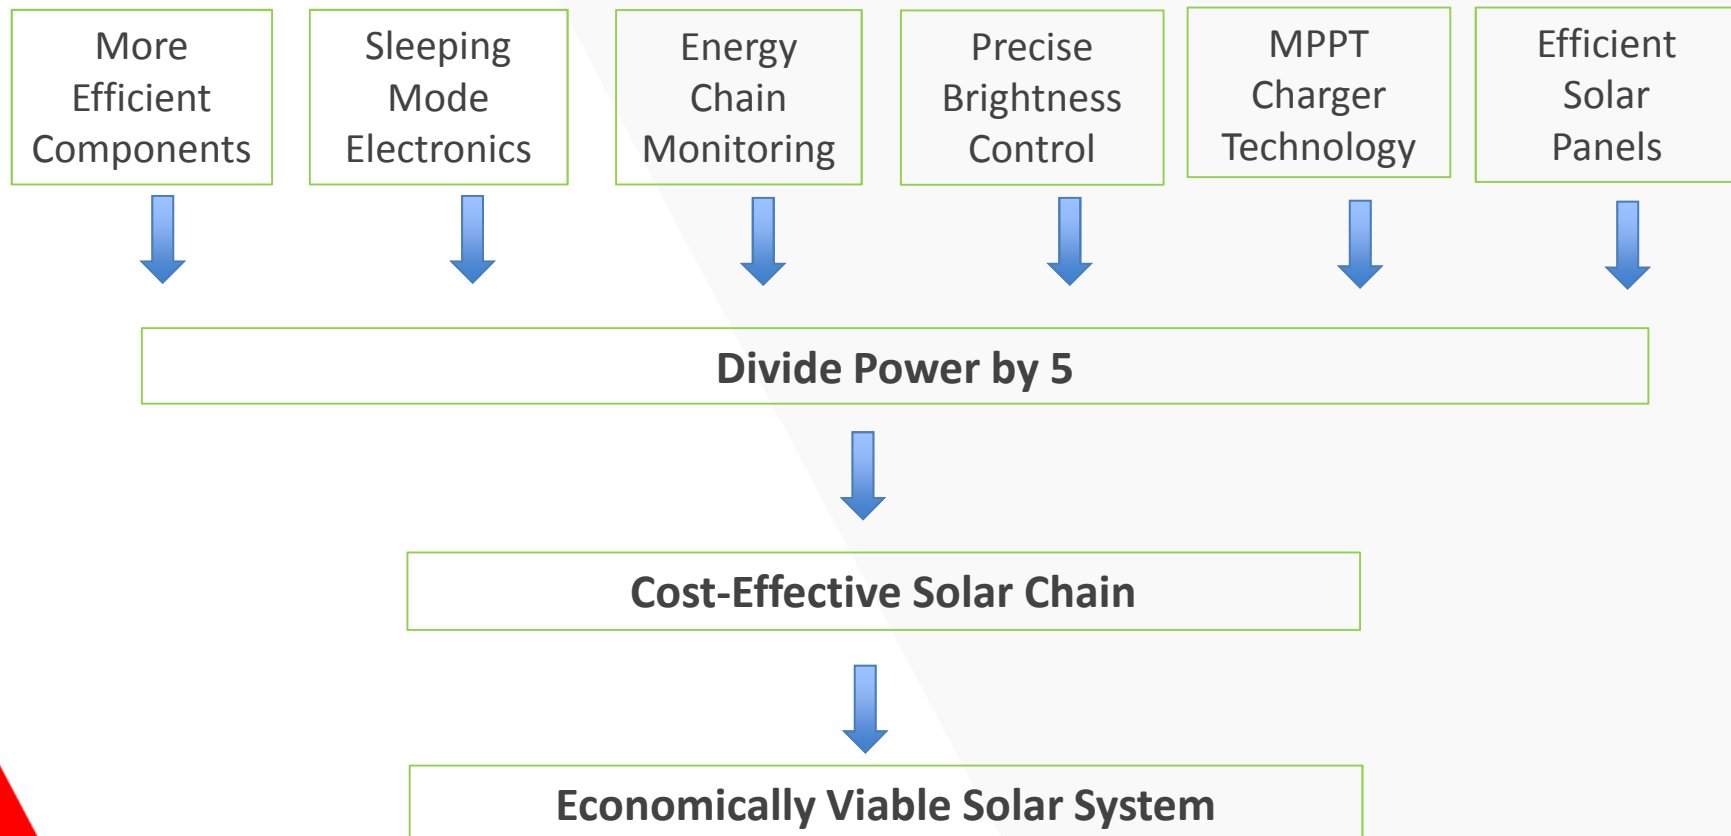 More
Efficient
Components
Sleeping
Mode
Electronics
Energy
Chain
Monitoring
Precise
Brightness
Control
MPPT
Charger
Technology
Efficient
Solar
Panels
Divide Power by 5
Cost-Effective Solar Chain
Economically Viable Solar System